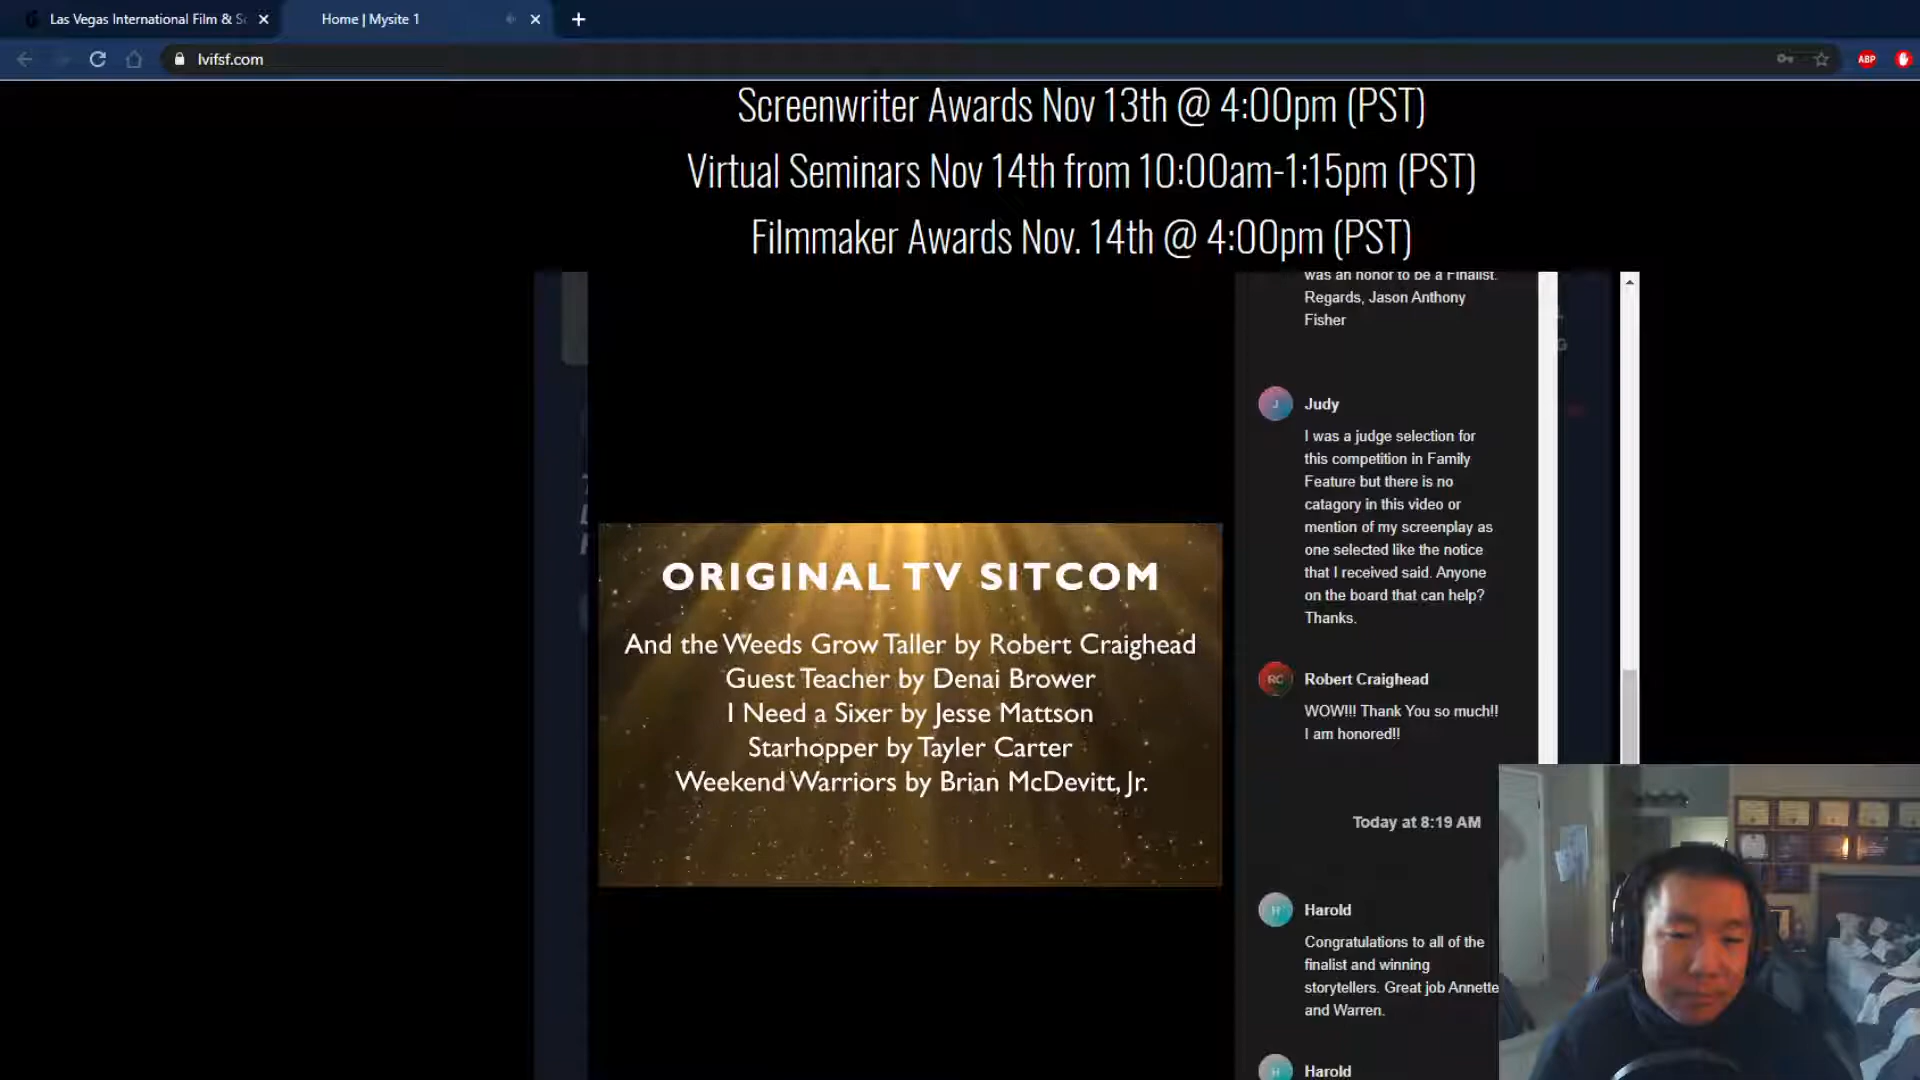 Las Vegas International Film & Sc
Home | Mysite 1
lvifsf.com
ABP
Screenwriter Awards Nov 13th @ 4:00pm (PST)
Virtual Seminars Nov 14th from 10:00am-1:15pm (PST)
Filmmaker Awards Nov. 14th @ 4:00pm (PST)
was an honor to be a Finalist.
Regards, Jason Anthony
Fisher
J
Judy
I was a judge selection for
this competition in Family
Feature but there is no
catagory in this video or
mention of my screenplay as
one selected like the notice
that I received said. Anyone
on the board that can help?
Thanks.
ORIGINAL TV SITCOM
And the Weeds Grow Taller by Robert Craighead
Guest Teacher by Denai Brower
I Need a Sixer by Jesse Mattson
Starhopper by Tayler Carter
Weekend Warriors by Brian McDevitt, Jr.
RC
Robert Craighead
WOW!!! Thank You so much!!
I am honored!!
Today at 8:19 AM
H
Harold
Congratulations to all of the
finalist and winning
storytellers. Great job Annette
and Warren.
H
Harold